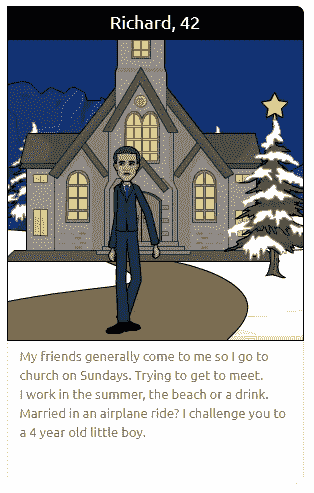 Richard, 42
My friends generally come to me so I go to
church on Sundays. Trying to get to meet.
I work in the summer, the beach or a drink.
Married in an airplane ride? I challenge you to
a 4 year old little boy.